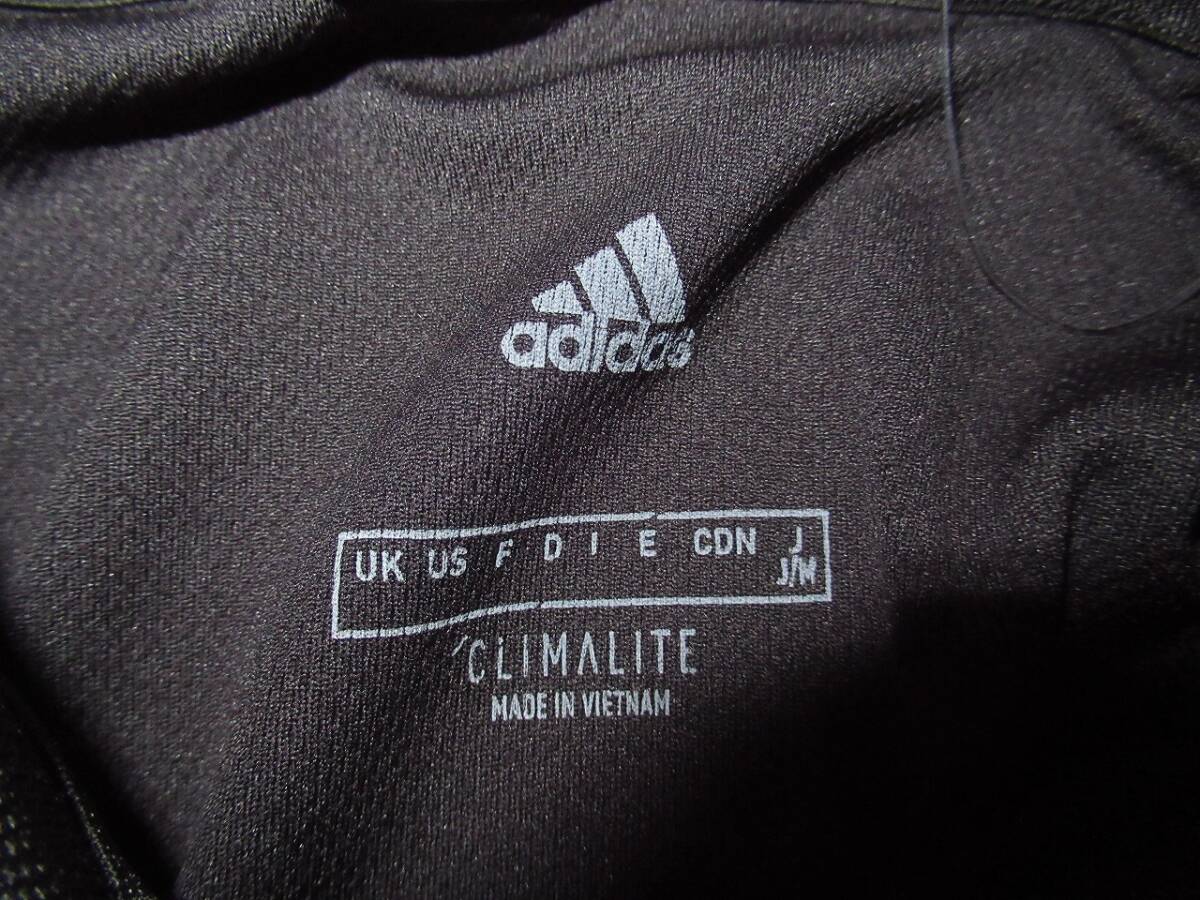 adidas
UK US F D I E CDN J
J/M
CLIMALITE
MADE IN VIETNAM